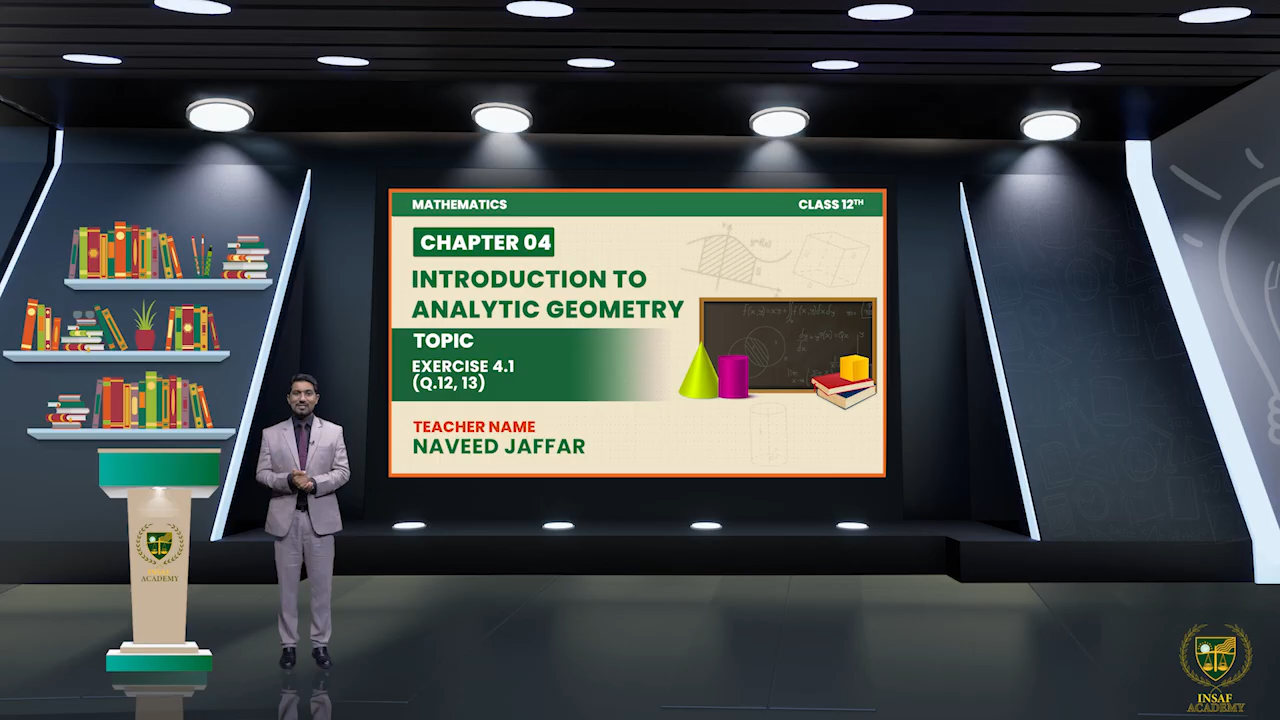 MATHEMATICS
CLASS 12TH
CHAPTER 04
INTRODUCTION TO
ANALYTIC GEOMETRY
TOPIC
EXERCISE 4.1
(Q.12, 13)
TEACHER NAME
NAVEED JAFFAR
ACADEMY
INSAF
ACADEMY